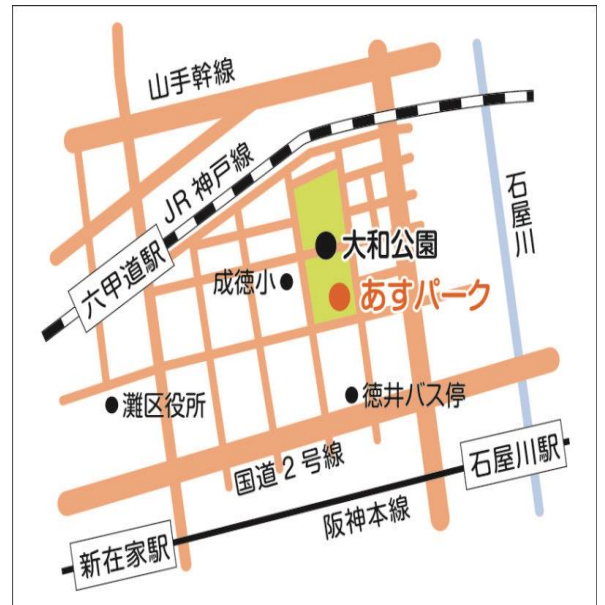 山手幹線
JR 神戸線
石屋川
六甲道駅
大和公園
成徳小
あすパーク
灘区役所
徳井バス停
国道2号線
石屋川駅
阪神本線
新在家駅